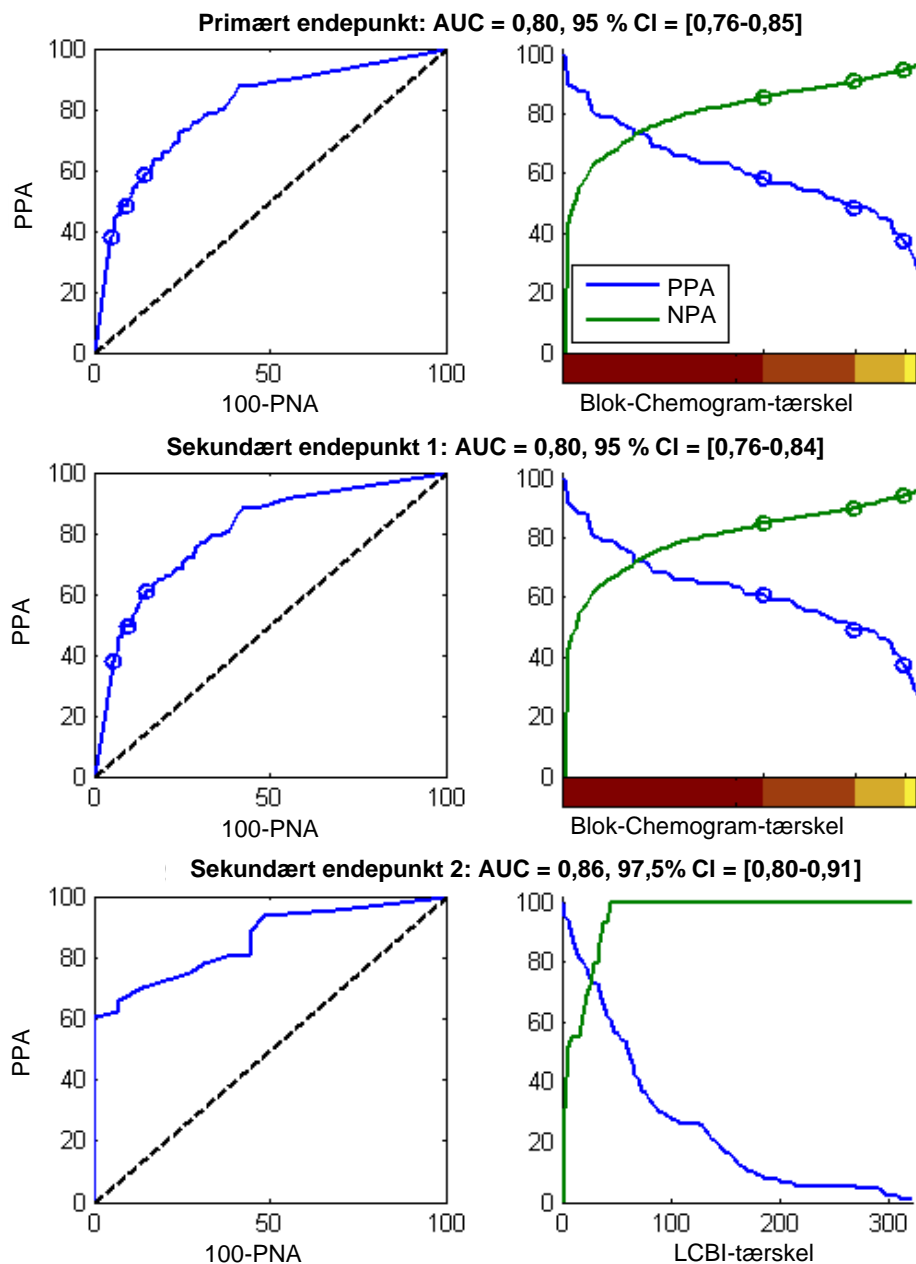 Primært endepunkt: AUC = 0,80, 95 % CI = [0,76-0,85]
100
80
60
40
20
0
PPA
0 50 100
100-PNA
100
80
60
40
20
0
PPA
NPA
Blok-Chemogram-tærskel
Sekundært endepunkt 1: AUC = 0,80, 95 % CI = [0,76-0,84]
100
80
60
40
20
0
PPA
0 50 100
100-PNA
100
80
60
40
20
0
Blok-Chemogram-tærskel
Sekundært endepunkt 2: AUC = 0,86, 97,5% CI = [0,80-0,91]
100
80
60
40
20
0
PPA
0 50 100
100-PNA
100
80
60
40
20
0
0 100 200 300
LCBI-tærskel